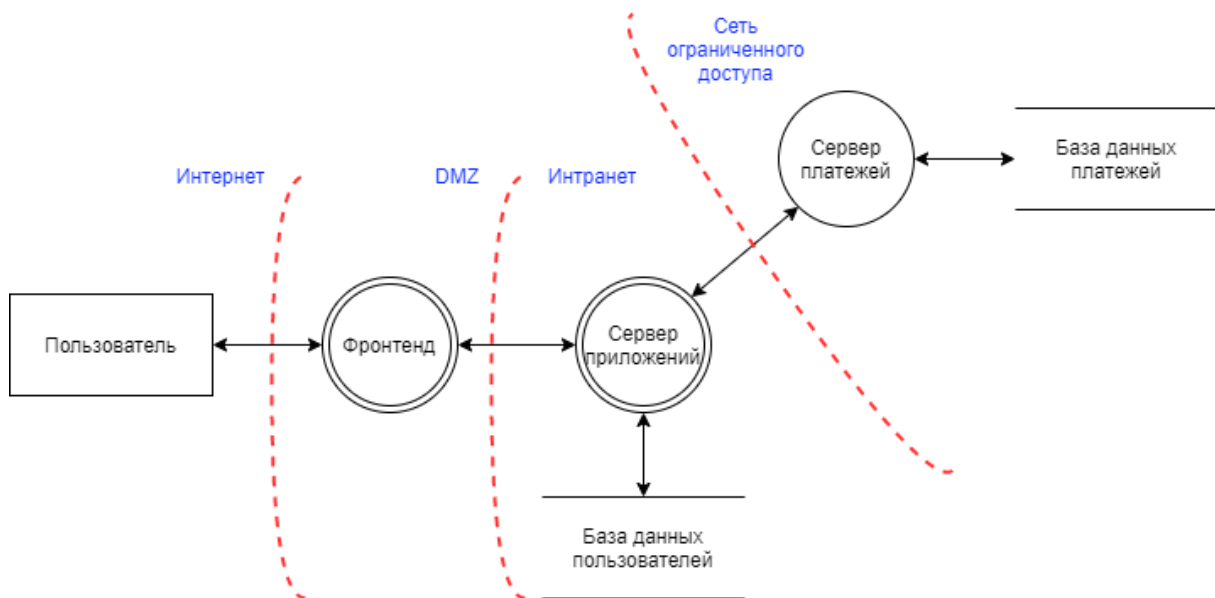 Сеть
ограниченного
доступа
Сервер
платежей
База данных
платежей
Интернет
DMZ
Интранет
Пользователь
Фронтенд
Сервер
приложений
База данных
пользователей